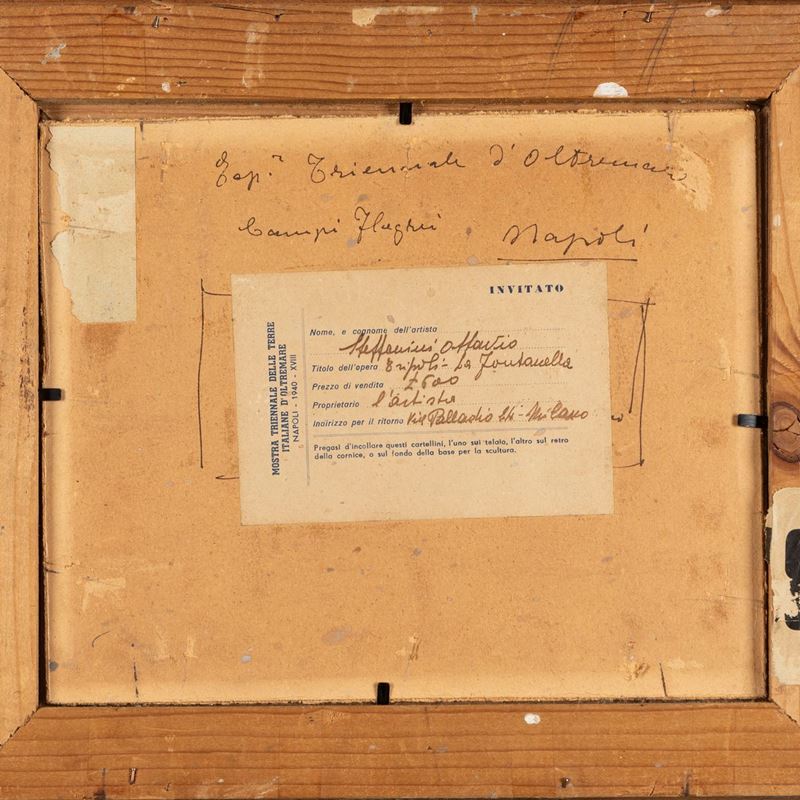 Esp.ne Triennale d'Oltremare
Campi Flegrei Napoli
INVITATO
MOSTRA TRIENNALE DELLE TERRE
ITALIANE D'OLTREMARE
NAPOLI - 1940 - XVIII
Nome, e cognome dell'artista Steffenini Ottavio
Titolo dell'opera Tripoli - La Fontanella
Prezzo di vendita £ 600
Proprietario l'artista
Indirizzo per il ritorno Via Palladio 24 - Milano
Pregasi d'incollare questi cartellini, l'uno sul telaio, l'altro sul retro
della cornice, o sul fondo della base per la scultura.